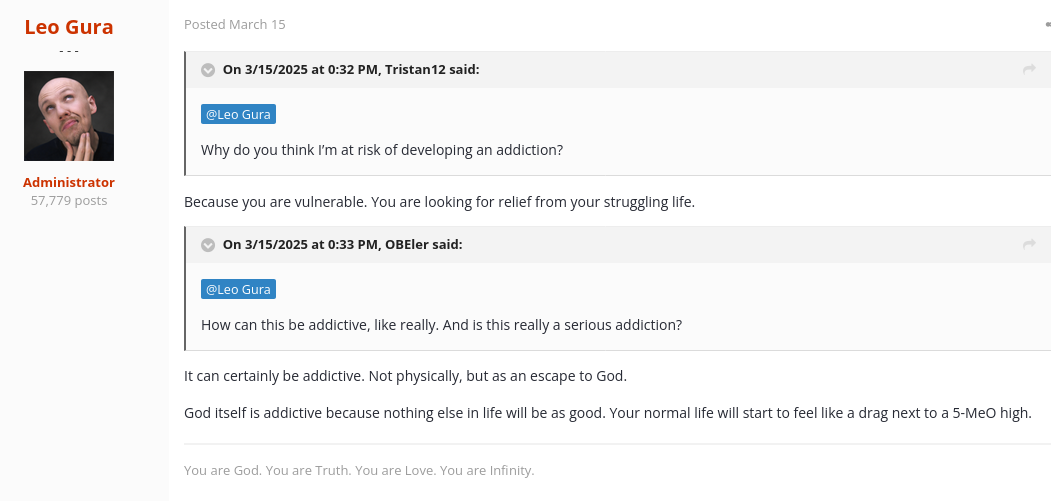 Leo Gura
Posted March 15
On 3/15/2025 at 0:32 PM, Tristan12 said:
@Leo Gura
Why do you think I’m at risk of developing an addiction?
Administrator
57,779 posts
Because you are vulnerable. You are looking for relief from your struggling life.
On 3/15/2025 at 0:33 PM, OBEler said:
@Leo Gura
How can this be addictive, like really. And is this really a serious addiction?
It can certainly be addictive. Not physically, but as an escape to God.
God itself is addictive because nothing else in life will be as good. Your normal life will start to feel like a drag next to a 5-MeO high.
You are God. You are Truth. You are Love. You are Infinity.